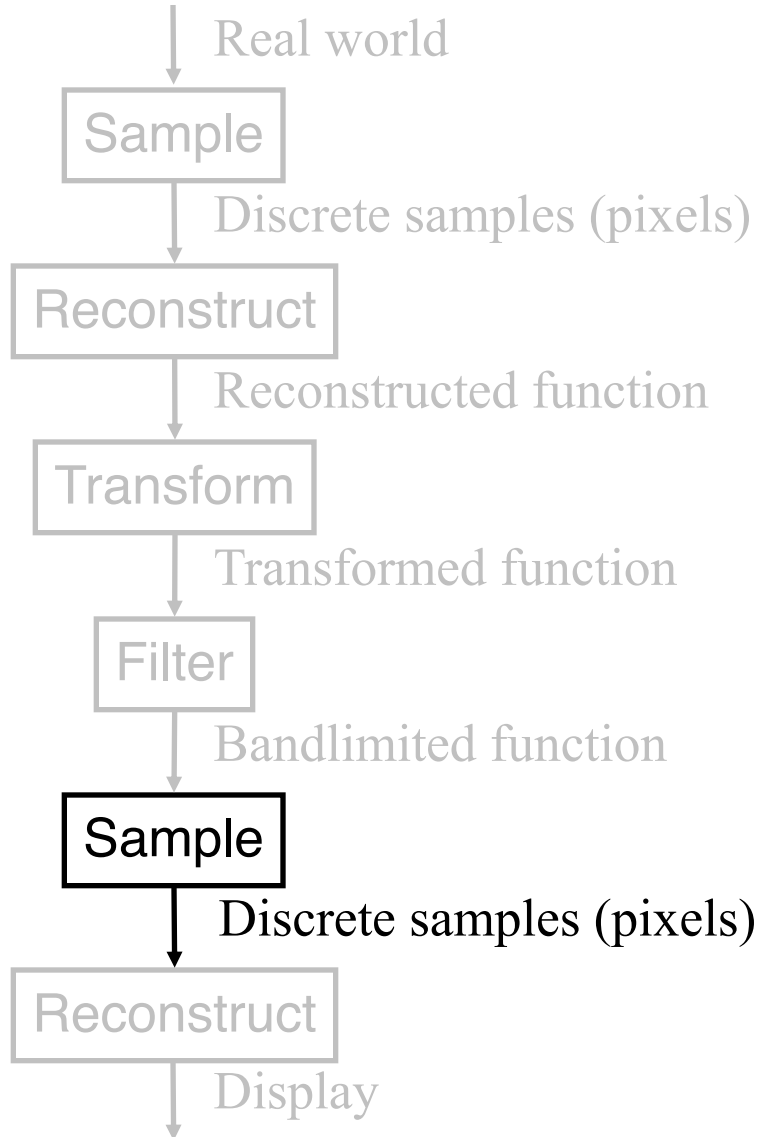 Real world
Sample
Discrete samples (pixels)
Reconstruct
Reconstructed function
Transform
Transformed function
Filter
Bandlimited function
Sample
Discrete samples (pixels)
Reconstruct
Display